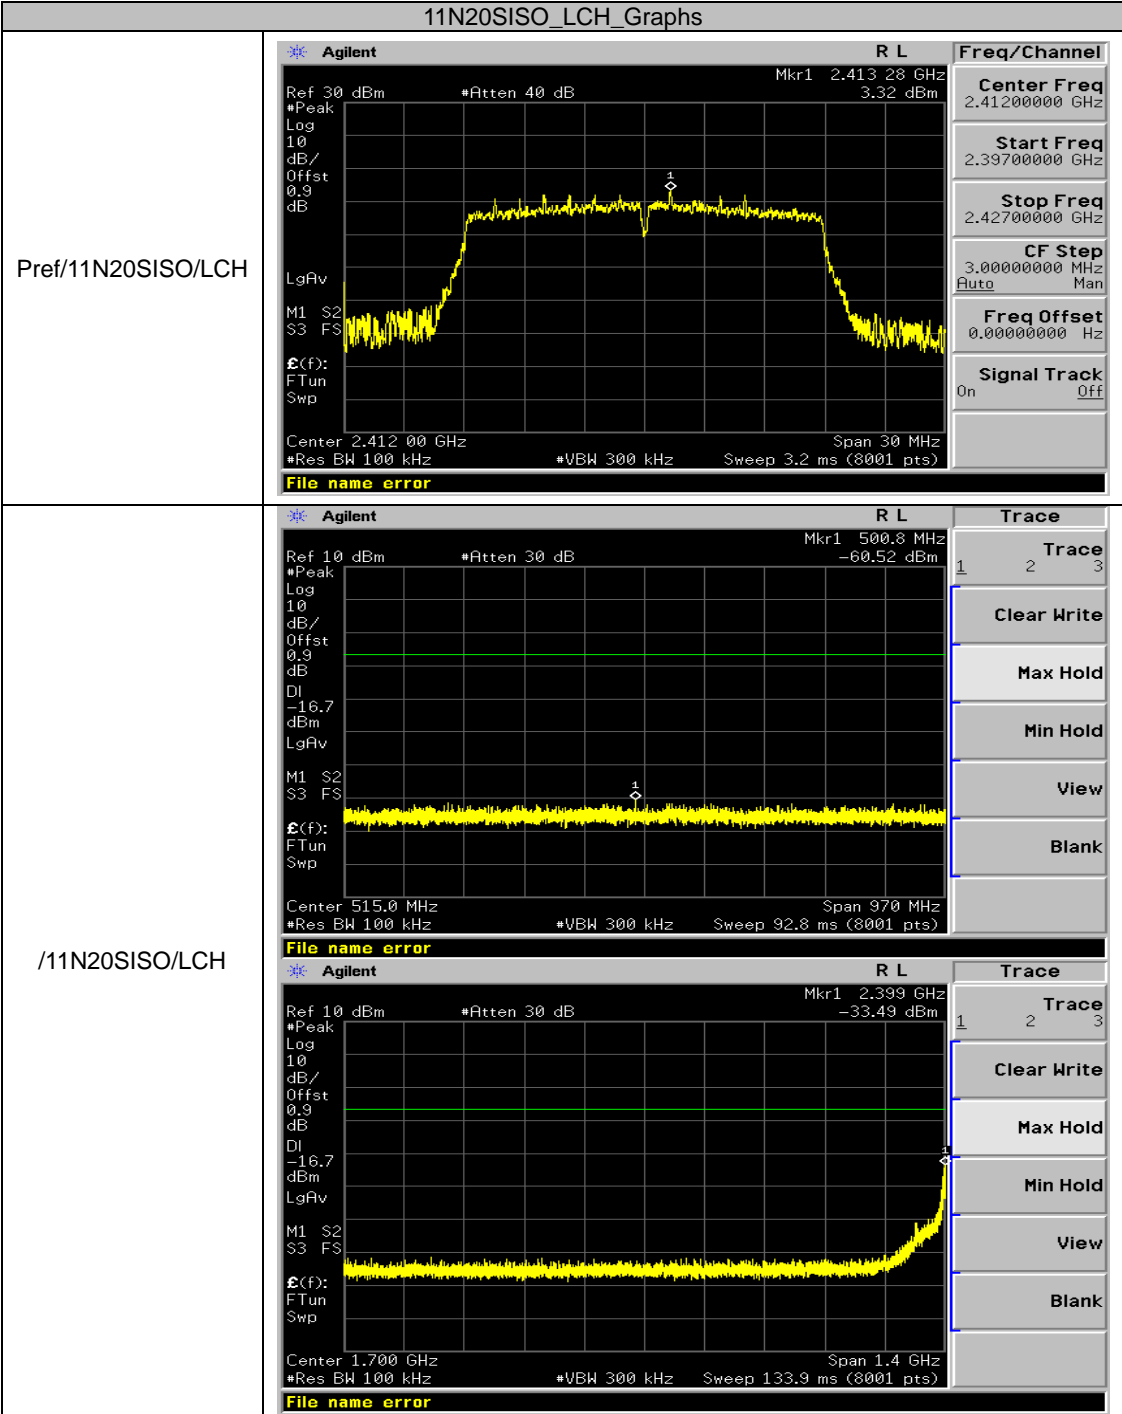 11N20SISO_LCH_Graphs
Pref/11N20SISO/LCH
Agilent R L Freq/Channel
Mkr1 2.413 28 GHz
Ref 30 dBm #Atten 40 dB 3.32 dBm
#Peak
Log
10
dB/
Offst
0.9
dB
LgAv
M1 S2
S3 FS
£(f):
FTun
Swp
1
Center 2.412 00 GHz Span 30 MHz
#Res BW 100 kHz #VBW 300 kHz Sweep 3.2 ms (8001 pts)
File name error
Center Freq
2.41200000 GHz
Start Freq
2.39700000 GHz
Stop Freq
2.42700000 GHz
CF Step
3.00000000 MHz
Auto Man
Freq Offset
0.00000000 Hz
Signal Track
On Off
/11N20SISO/LCH
Agilent R L Trace
Mkr1 500.8 MHz
Ref 10 dBm #Atten 30 dB -60.52 dBm
#Peak
Log
10
dB/
Offst
0.9
dB
DI
-16.7
dBm
LgAv
M1 S2
S3 FS
£(f):
FTun
Swp
1
Center 515.0 MHz Span 970 MHz
#Res BW 100 kHz #VBW 300 kHz Sweep 92.8 ms (8001 pts)
File name error
Trace
1 2 3
Clear Write
Max Hold
Min Hold
View
Blank
Agilent R L Trace
Mkr1 2.399 GHz
Ref 10 dBm #Atten 30 dB -33.49 dBm
#Peak
Log
10
dB/
Offst
0.9
dB
DI
-16.7
dBm
LgAv
M1 S2
S3 FS
£(f):
FTun
Swp
1
Center 1.700 GHz Span 1.4 GHz
#Res BW 100 kHz #VBW 300 kHz Sweep 133.9 ms (8001 pts)
File name error
Trace
1 2 3
Clear Write
Max Hold
Min Hold
View
Blank